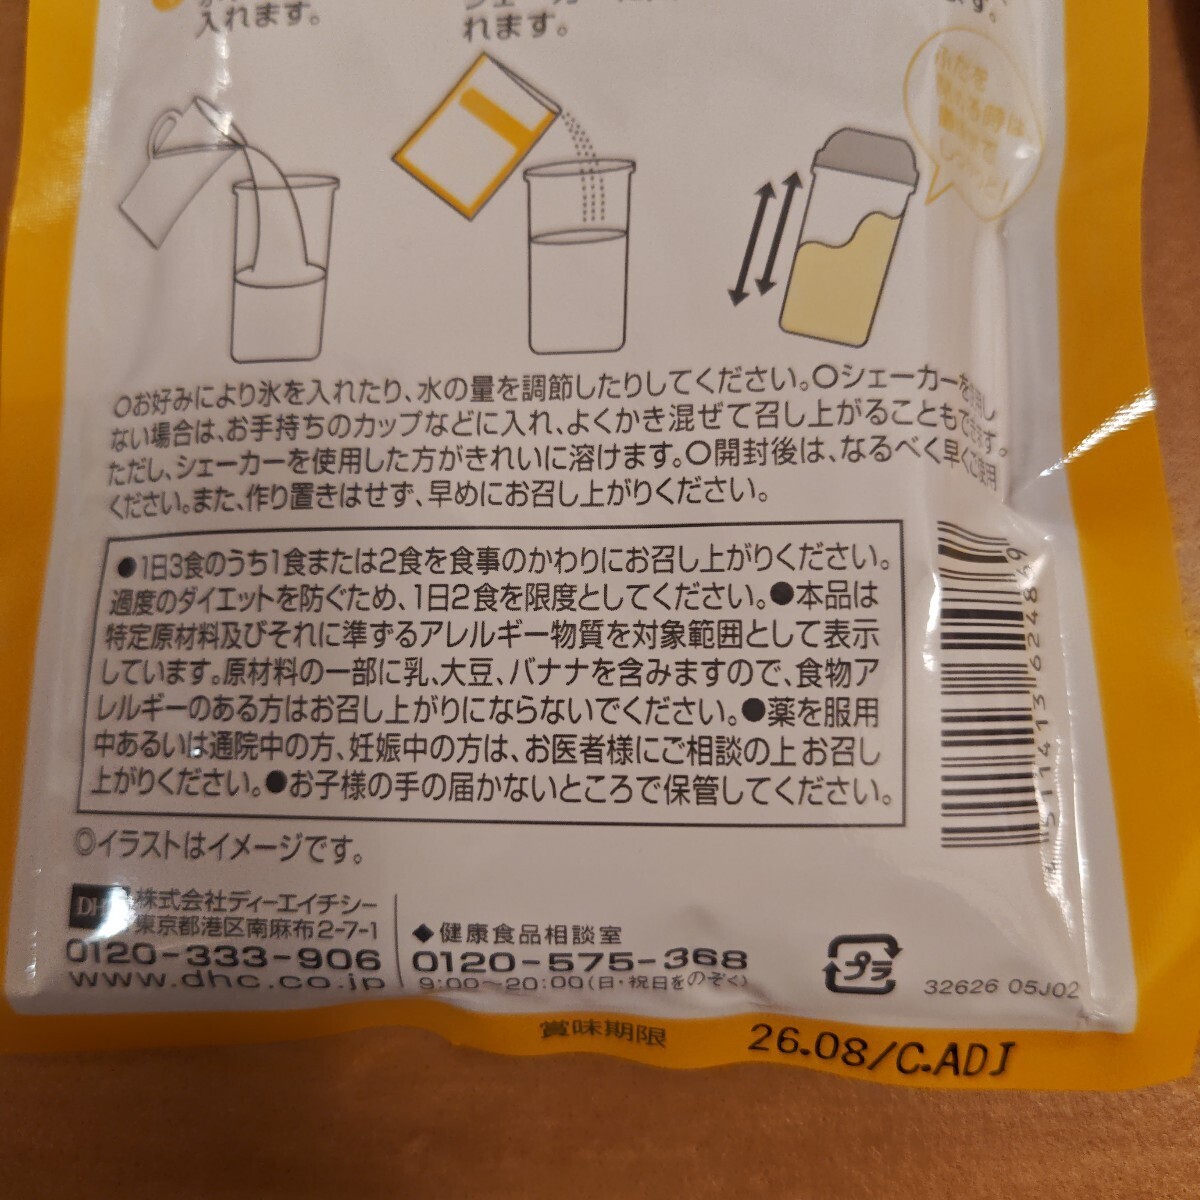 入れます。
れます。
ふたを
○お好みにより氷を入れたり、水の量を調節したりしてください。○シェーカーを使用し
ない場合は、お手持ちのカップなどに入れ、よくかき混ぜて召し上がることもできます。
ただし、シェーカーを使用した方がきれいに溶けます。○開封後は、なるべく早くご使用
ください。また、作り置きはせず、早めにお召し上がりください。
●1日3食のうち1食または2食を食事のかわりにお召し上がりください。
過度のダイエットを防ぐため、1日2食を限度としてください。●本品は
特定原材料及びそれに準ずるアレルギー物質を対象範囲として表示
しています。原材料の一部に乳、大豆、バナナを含みますので、食物ア
レルギーのある方はお召し上がりにならないでください。●薬を服用
中あるいは通院中の方、妊娠中の方は、お医者様にご相談の上お召し
上がりください。●お子様の手の届かないところで保管してください。
4 511413 624869
◎イラストはイメージです。
DHC 株式会社ディーエイチシー
東京都港区南麻布2-7-1
0120-333-906
www.dhc.co.jp
◆健康食品相談室
0120-575-368
9:00〜20:00(日・祝日をのぞく)
プラ
32626 05J02
賞味期限 26.08/C.ADJ